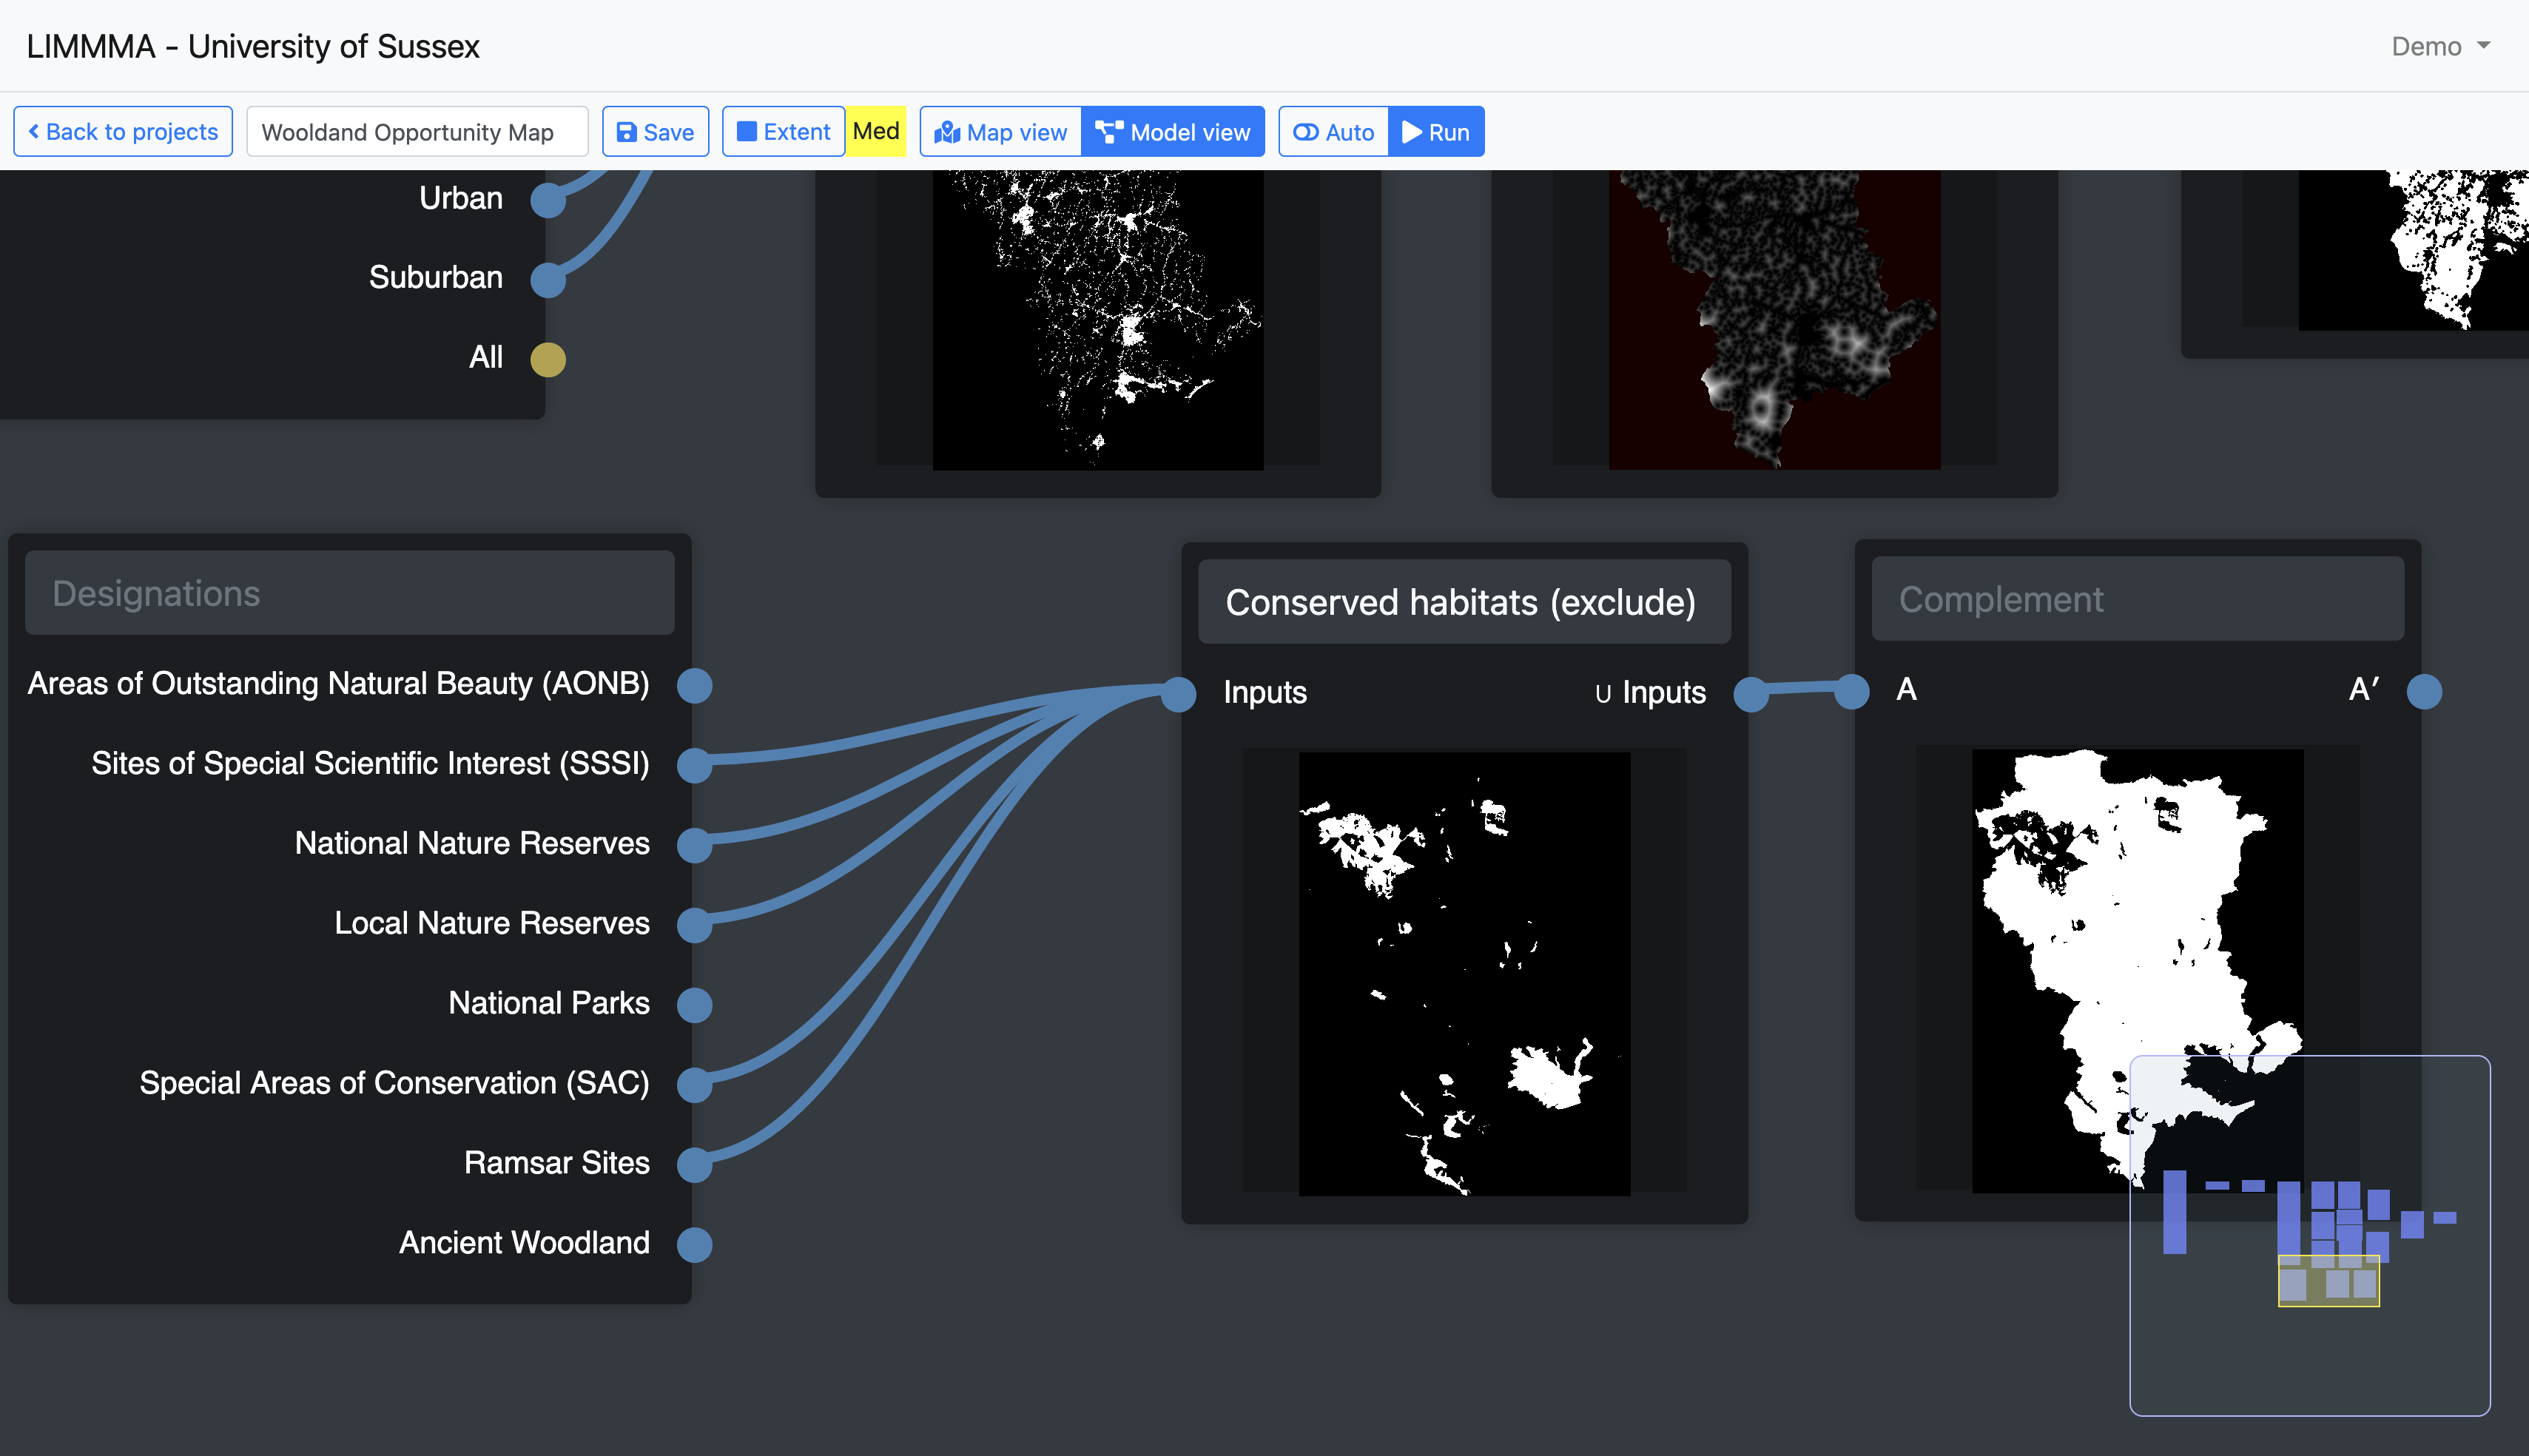 LIMMMA - University of Sussex
Demo
Back to projects
Wooldand Opportunity Map
Save
Extent
Med
Map view
Model view
Auto
Run
Urban
Suburban
All
Designations
Areas of Outstanding Natural Beauty (AONB)
Sites of Special Scientific Interest (SSSI)
National Nature Reserves
Local Nature Reserves
National Parks
Special Areas of Conservation (SAC)
Ramsar Sites
Ancient Woodland
Conserved habitats (exclude)
Inputs
∪ Inputs
Complement
A
A′